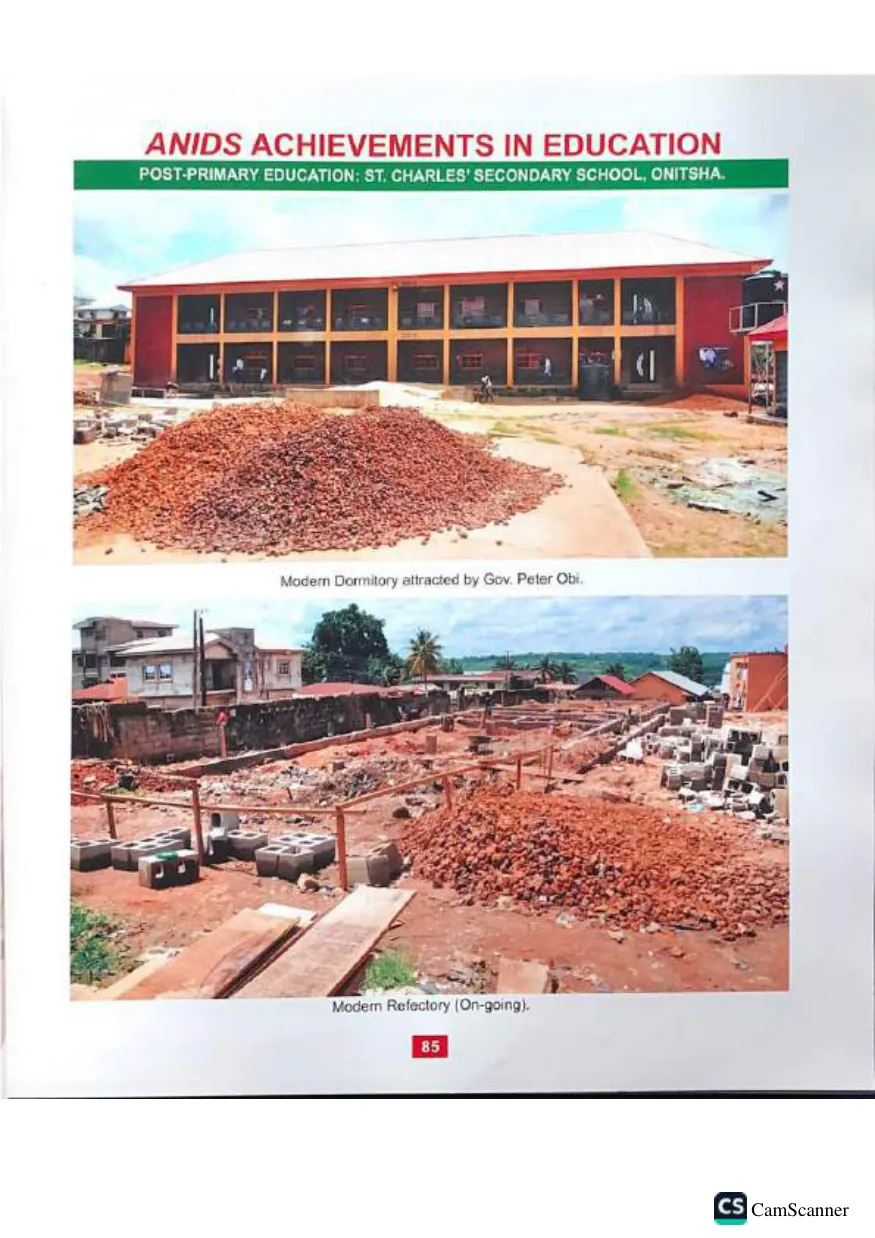 ANIDS ACHIEVEMENTS IN EDUCATION
POST-PRIMARY EDUCATION: ST. CHARLES' SECONDARY SCHOOL, ONITSHA.
Modern Dormitory attracted by Gov. Peter Obi.
Modern Refectory (On-going).
85
CS CamScanner